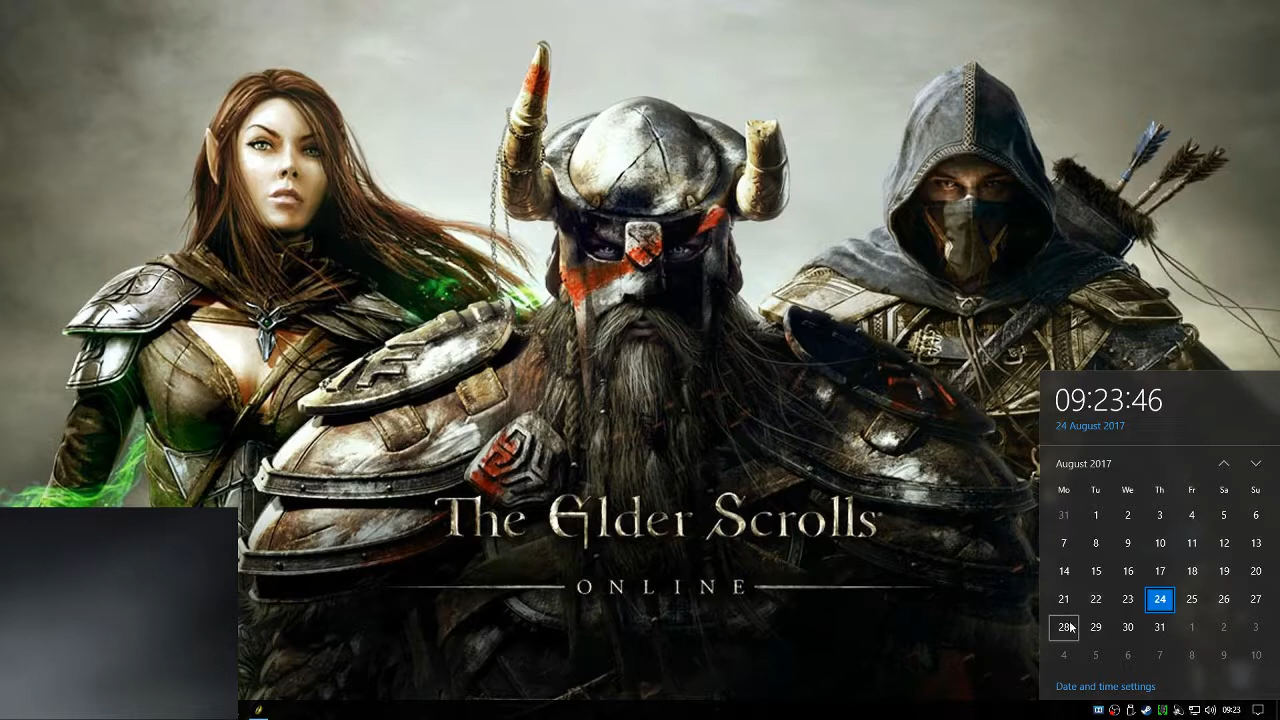 The Elder Scrolls
ONLINE
09:23:46
24 August 2017
August 2017
Mo Tu We Th Fr Sa Su
31 1 2 3 4 5 6
7 8 9 10 11 12 13
14 15 16 17 18 19 20
21 22 23 24 25 26 27
28 29 30 31 1 2 3
4 5 6 7 8 9 10
Date and time settings
09:23